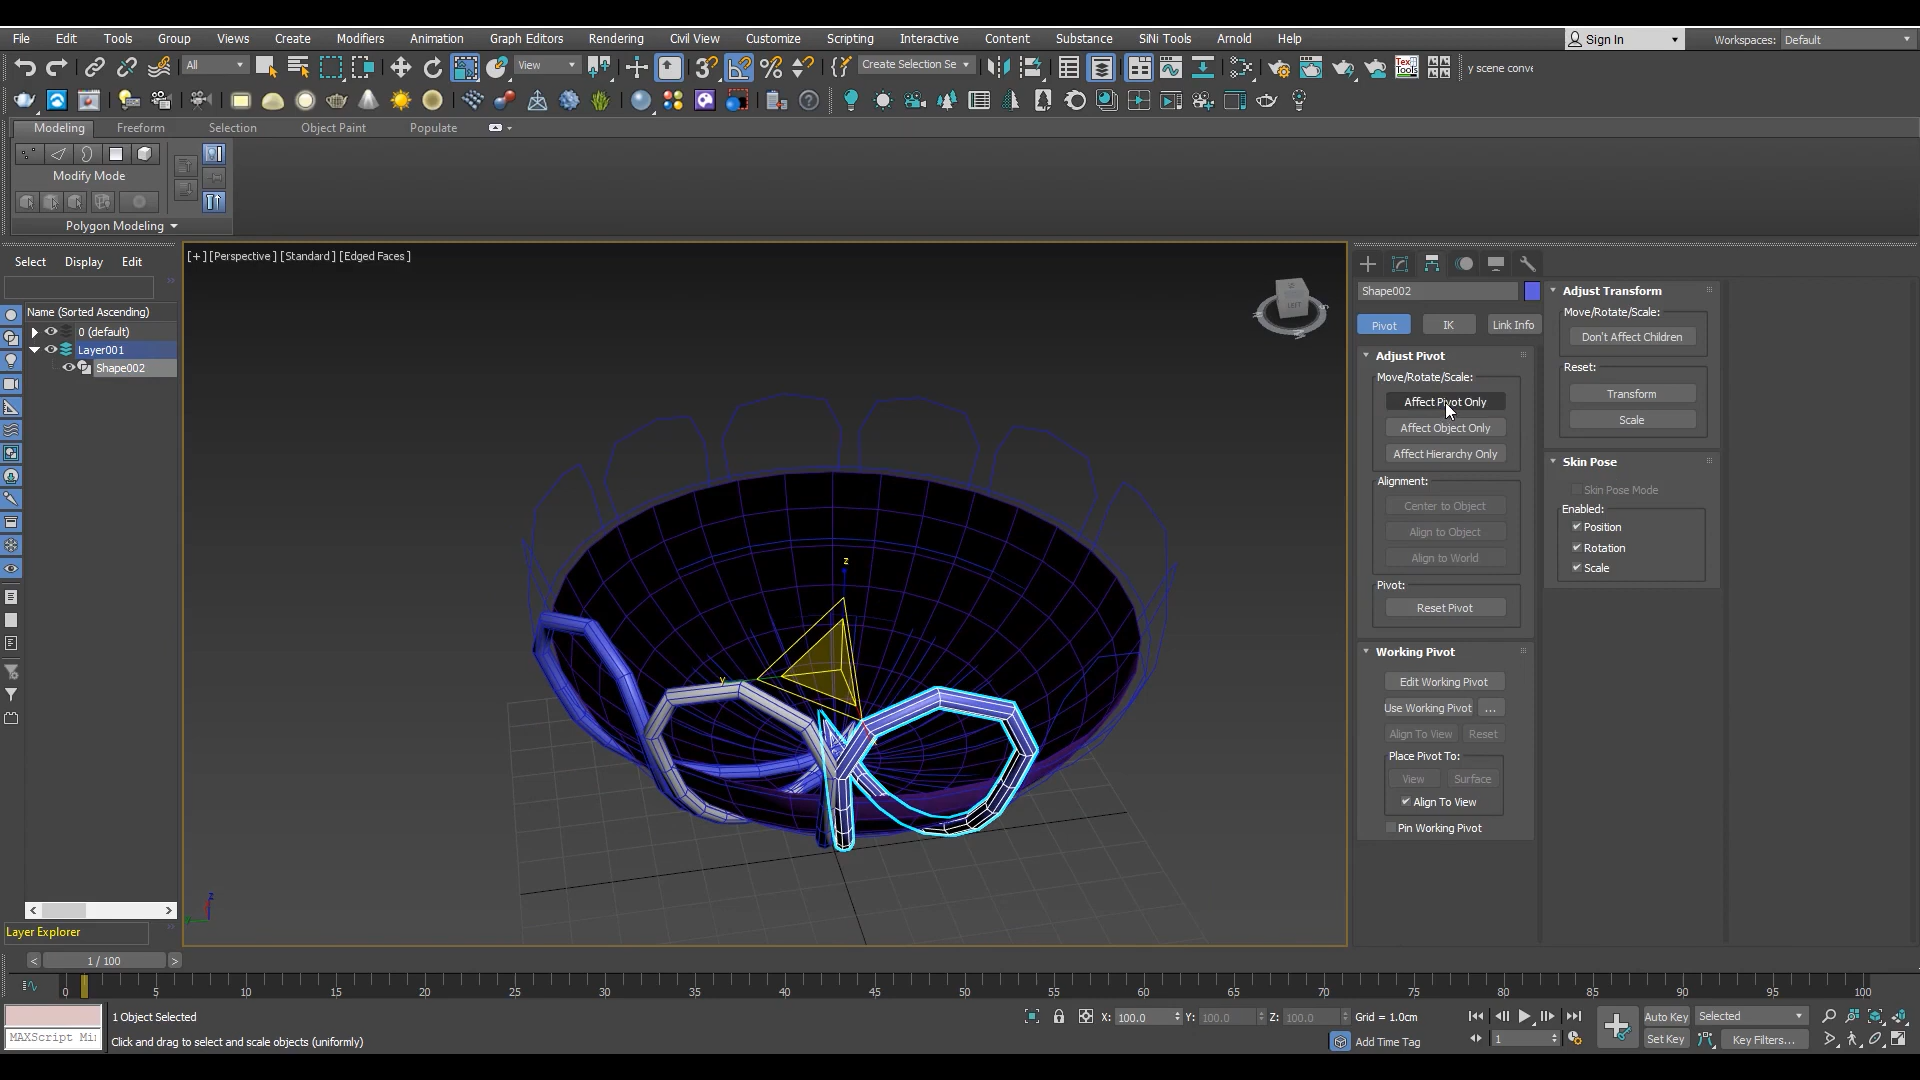 File Edit Tools Group Views Create Modifiers Animation Graph Editors Rendering Civil View Customize Scripting Interactive Content Substance SiNi Tools Arnold Help
Sign In
Workspaces: Default
All
View
Create Selection Se
y scene conve
Modeling Freeform Selection Object Paint Populate
Modify Mode
Polygon Modeling
Select Display Edit
Name (Sorted Ascending)
0 (default)
Layer001
Shape002
Layer Explorer
[+] [Perspective ] [Standard ] [Edged Faces ]
LEFT
z
y
z
Shape002
Pivot IK Link Info
Adjust Pivot
Move/Rotate/Scale:
Affect Pivot Only
Affect Object Only
Affect Hierarchy Only
Alignment:
Center to Object
Align to Object
Align to World
Pivot:
Reset Pivot
Working Pivot
Edit Working Pivot
Use Working Pivot ...
Align To View Reset
Place Pivot To:
View Surface
Align To View
Pin Working Pivot
Adjust Transform
Move/Rotate/Scale:
Don't Affect Children
Reset:
Transform
Scale
Skin Pose
Skin Pose Mode
Enabled:
Position
Rotation
Scale
< 1 / 100 >
0 5 10 15 20 25 30 35 40 45 50 55 60 65 70 75 80 85 90 95 100
MAXScript Mi
1 Object Selected
Click and drag to select and scale objects (uniformly)
X: 100.0 Y: 100.0 Z: 100.0 Grid = 1.0cm
Add Time Tag
1
Auto Key Selected
Set Key Key Filters...